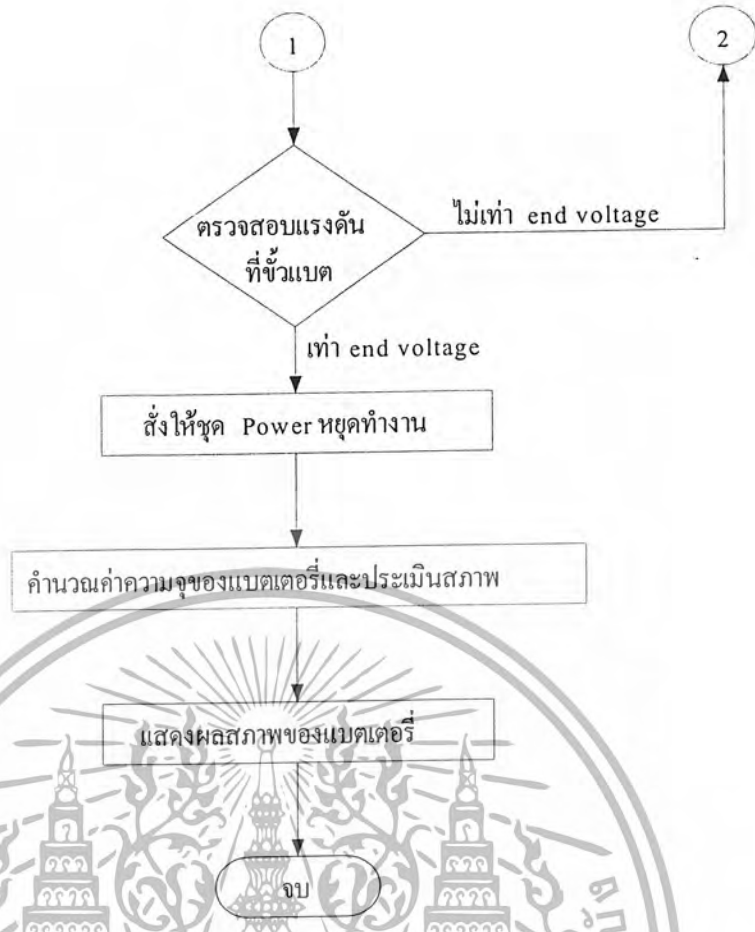 1
2
ตรวจสอบแรงดัน
ที่ขั้วแบต
ไม่เท่า end voltage
เท่า end voltage
สั่งให้ชุด Power หยุดทำงาน
คำนวณค่าความจุของแบตเตอรี่และประเมินสภาพ
แสดงผลสภาพของแบตเตอรี่
จบ